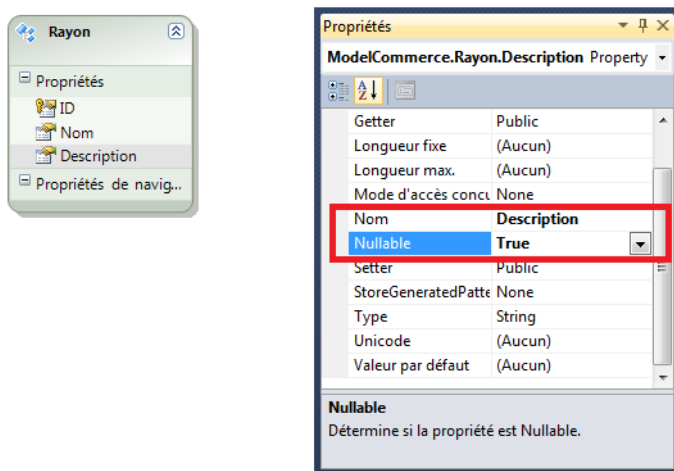 Rayon
Propriétés
ID
Nom
Description
Propriétés de navig...
Propriétés
ModelCommerce.Rayon.Description Property
Getter Public
Longueur fixe (Aucun)
Longueur max. (Aucun)
Mode d'accès concu None
Nom Description
Nullable True
Setter Public
StoreGeneratedPatte None
Type String
Unicode (Aucun)
Valeur par défaut (Aucun)
Nullable
Détermine si la propriété est Nullable.